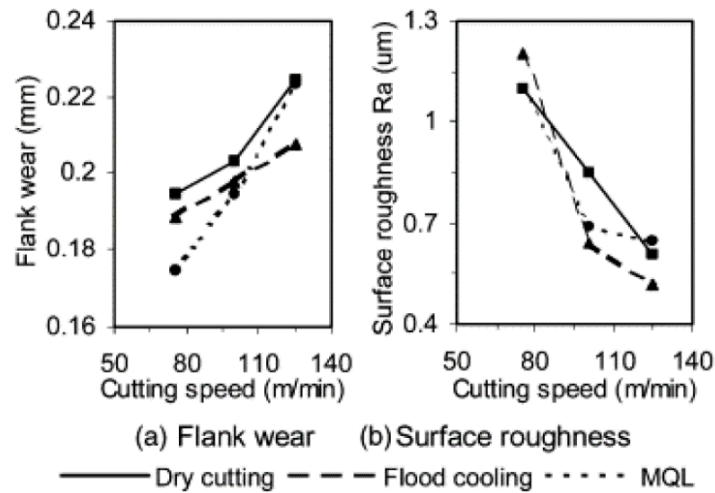 Flank wear (mm)
0.24
0.22
0.2
0.18
0.16
50 80 110 140
Cutting speed (m/min)
Surface roughness Ra (um)
1.3
1
0.7
0.4
50 80 110 140
Cutting speed (m/min)
(a) Flank wear (b) Surface roughness
Dry cutting Flood cooling MQL